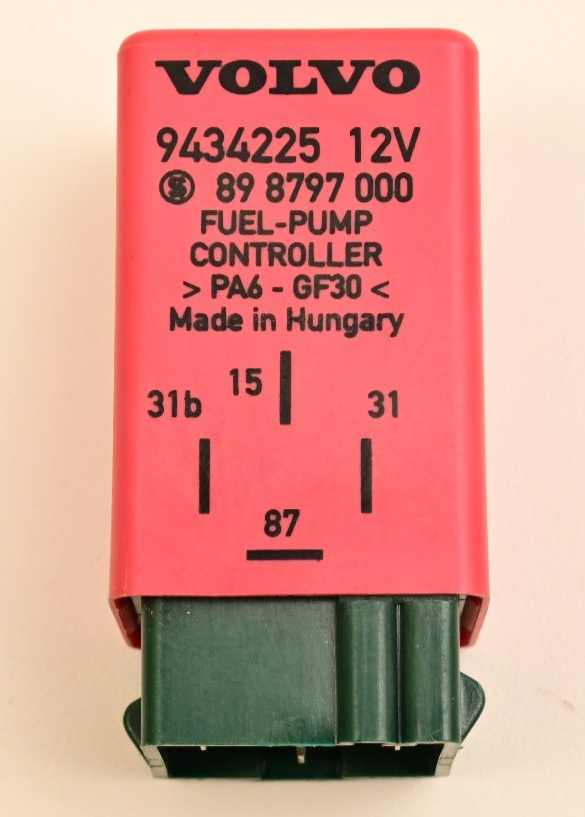 VOLVO
9434225 12V
S 89 8797 000
FUEL-PUMP
CONTROLLER
> PA6 - GF30 <
Made in Hungary
15
31b 31
87